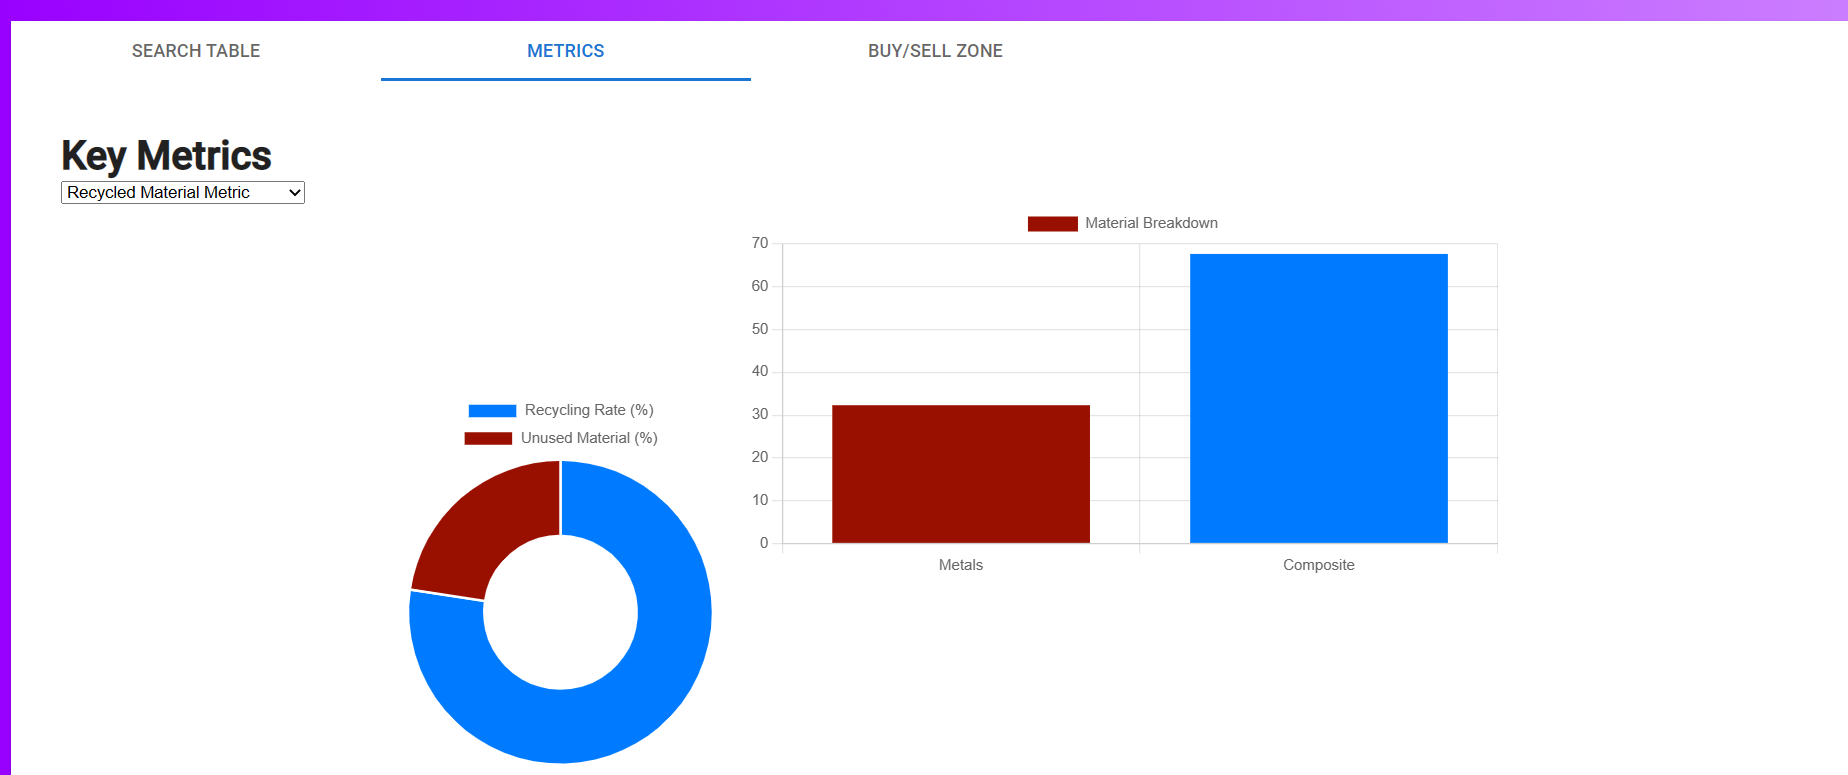 SEARCH TABLE
METRICS
BUY/SELL ZONE
Key Metrics
Recycled Material Metric
Material Breakdown
70
60
50
40
30
20
10
0
Metals
Composite
Recycling Rate (%)
Unused Material (%)